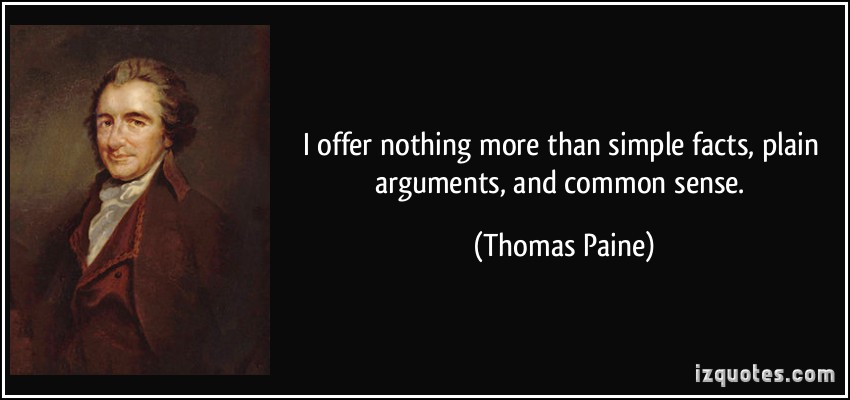 I offer nothing more than simple facts, plain
arguments, and common sense.
(Thomas Paine)
izquotes.com